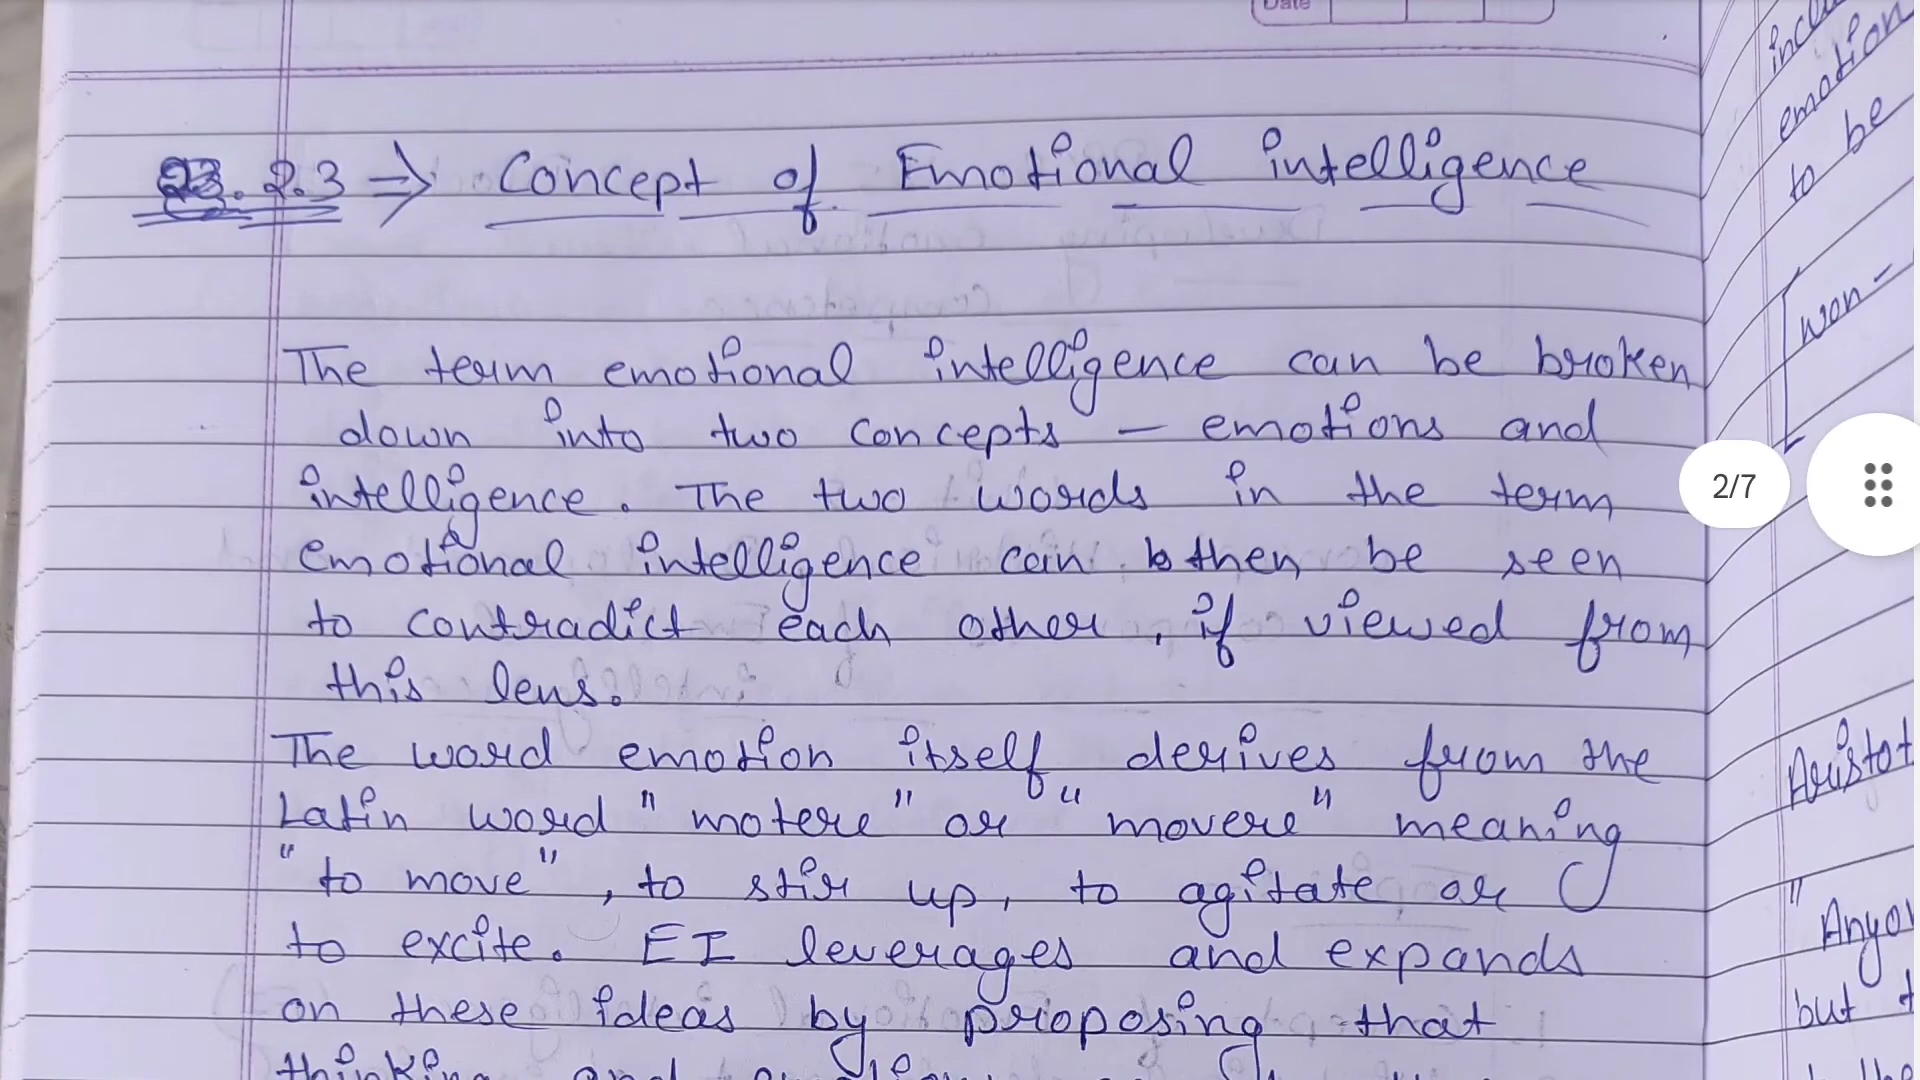 Date
2.3 ⇒ Concept of Emotional intelligence
The term emotional intelligence can be broken
down into two concepts — emotions and
intelligence. The two words in the term
emotional intelligence can then be seen
to contradict each other, if viewed from
this lens.
The word emotion itself derives from the
Latin word "motere" or "movere" meaning
"to move", to stir up, to agitate or
to excite. EI leverages and expands
on these ideas by proposing that
thinking and
2/7
emotion
to be
won-
Aristot
"Anyo
but t